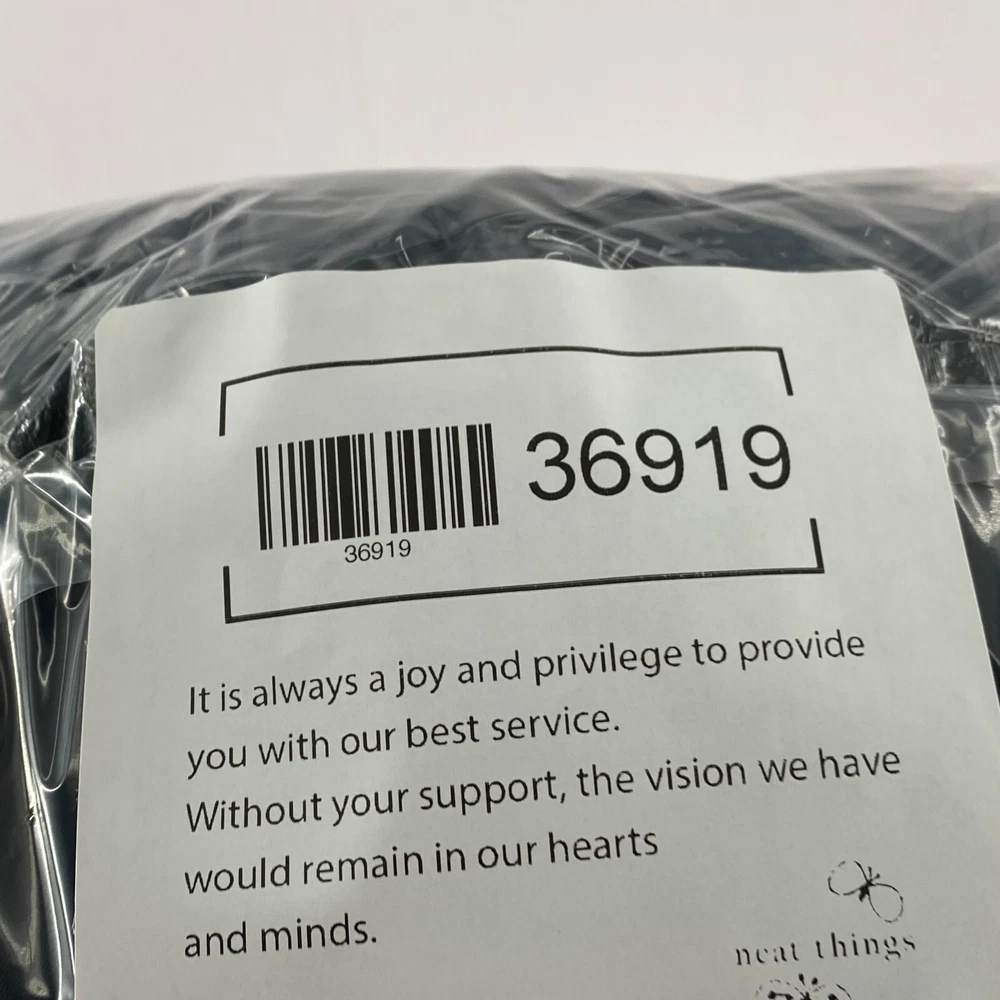 36919
36919
It is always a joy and privilege to provide
you with our best service.
Without your support, the vision we have
would remain in our hearts
and minds.
neat things